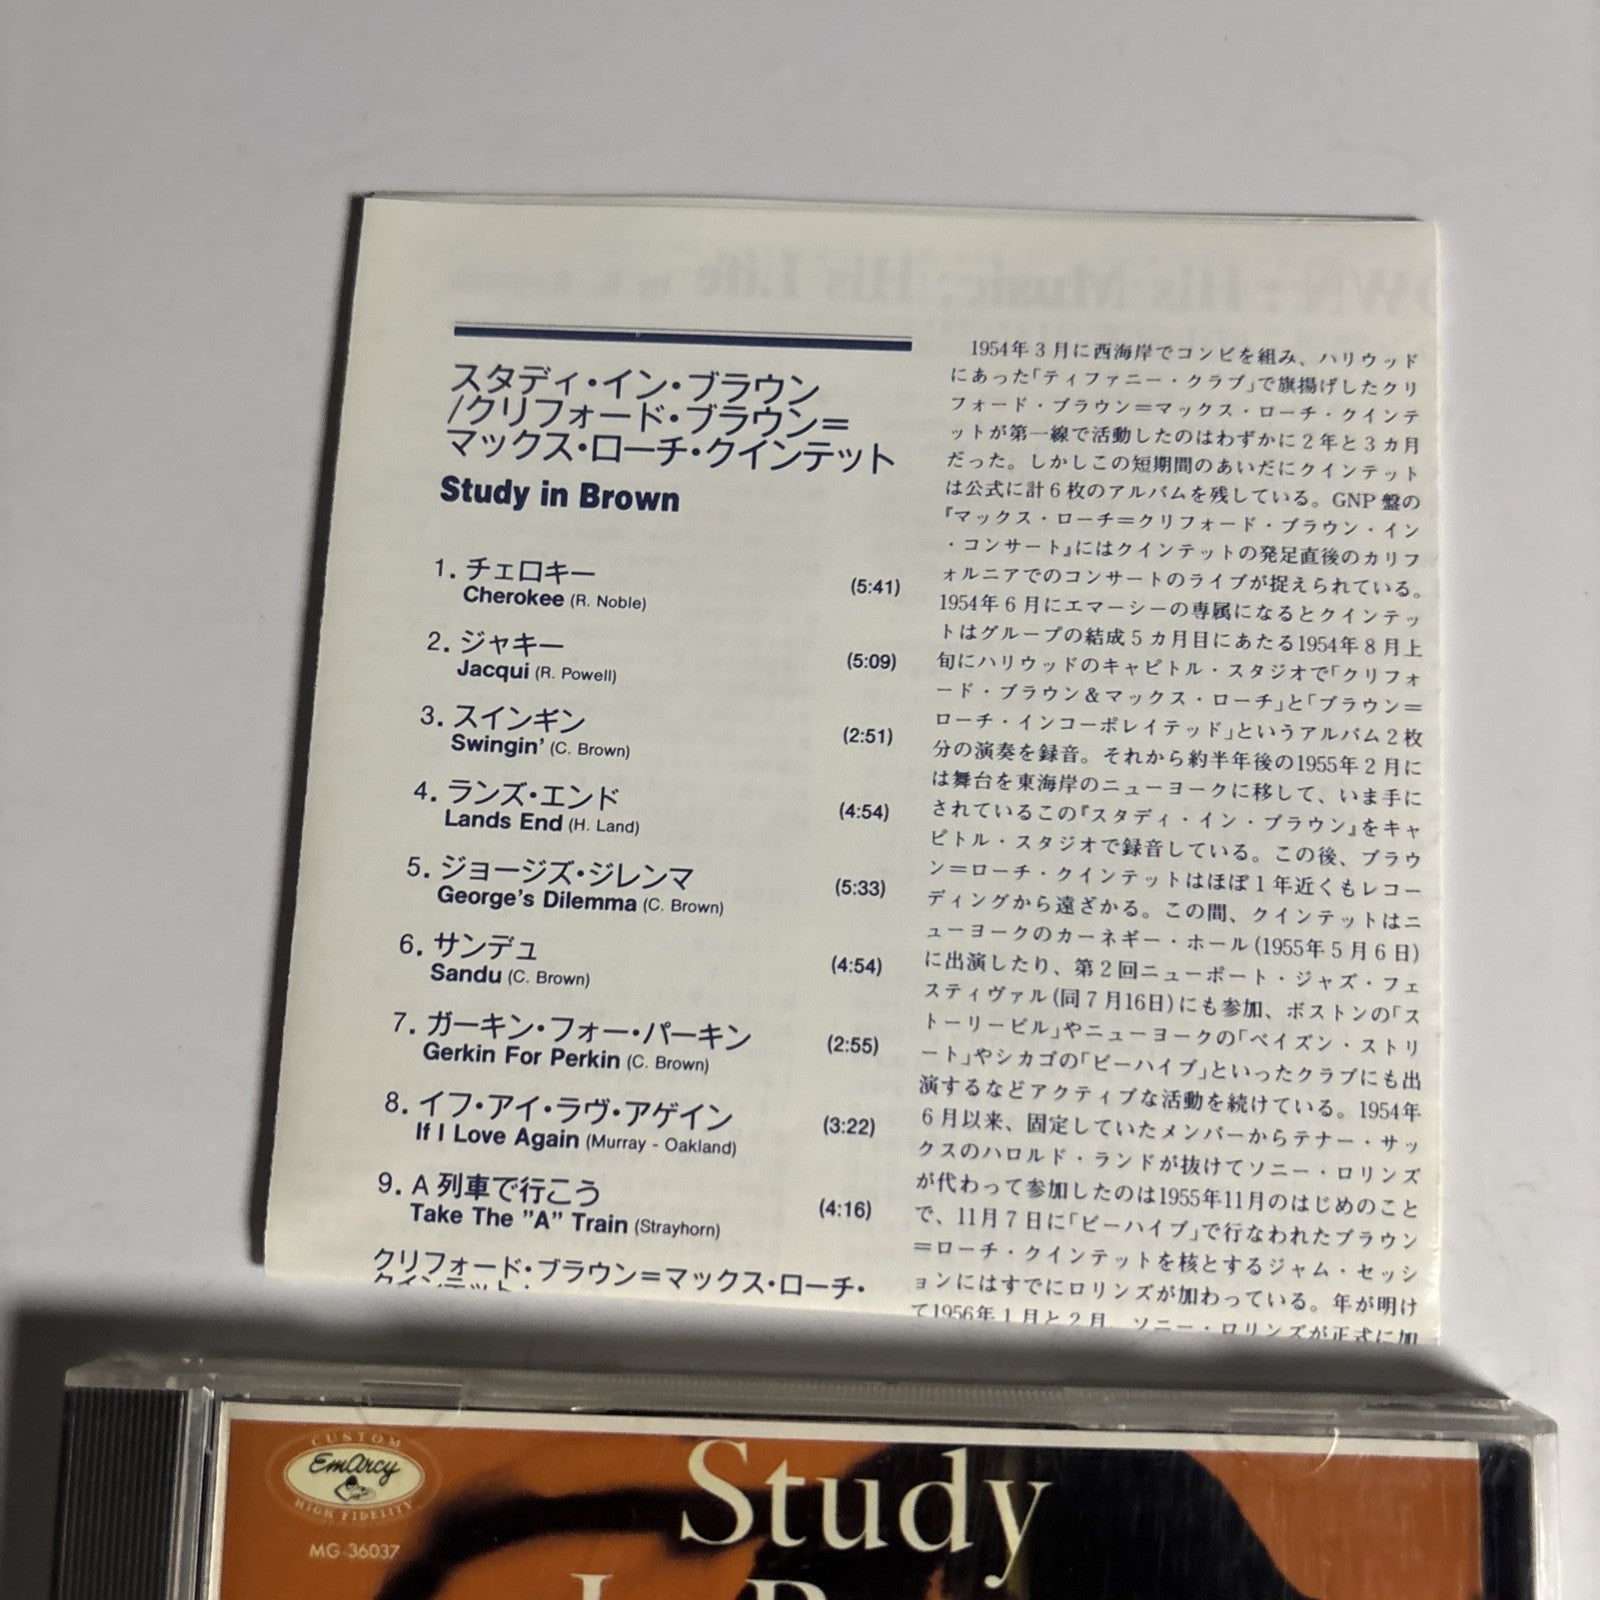 スタディ・イン・ブラウン
/クリフォード・ブラウン=
マックス・ローチ・クインテット
Study in Brown
1. チェロキー
Cherokee (R. Noble) (5:41)
2. ジャキー
Jacqui (R. Powell) (5:09)
3. スインギン
Swingin' (C. Brown) (2:51)
4. ランズ・エンド
Lands End (H. Land) (4:54)
5. ジョージズ・ジレンマ
George's Dilemma (C. Brown) (5:33)
6. サンデュ
Sandu (C. Brown) (4:54)
7. ガーキン・フォー・パーキン
Gerkin For Perkin (C. Brown) (2:55)
8. イフ・アイ・ラヴ・アゲイン
If I Love Again (Murray - Oakland) (3:22)
9. A 列車で行こう
Take The "A" Train (Strayhorn) (4:16)
クリフォード・ブラウン=マックス・ローチ・
1954年3月に西海岸でコンビを組み、ハリウッド
にあった「ティファニー・クラブ」で旗揚げしたクリ
フォード・ブラウン=マックス・ローチ・クインテ
ットが第一線で活動したのはわずかに2年と3カ月
だった。しかしこの短期間のあいだにクインテット
は公式に計6枚のアルバムを残している。GNP盤の
『マックス・ローチ=クリフォード・ブラウン・イン
・コンサート』にはクインテットの発足直後のカリフ
ォルニアでのコンサートのライブが捉えられている。
1954年6月にエマーシーの専属になるとクインテッ
トはグループの結成5カ月目にあたる1954年8月上
旬にハリウッドのキャピトル・スタジオで「クリフォ
ード・ブラウン&マックス・ローチ」と「ブラウン=
ローチ・インコーポレイテッド」というアルバム2枚
分の演奏を録音。それから約半年後の1955年2月に
は舞台を東海岸のニューヨークに移して、いま手に
されているこの『スタディ・イン・ブラウン』をキャ
ピトル・スタジオで録音している。この後、ブラウ
ン=ローチ・クインテットはほぼ1年近くもレコー
ディングから遠ざかる。この間、クインテットはニ
ューヨークのカーネギー・ホール(1955年5月6日)
に出演したり、第2回ニューポート・ジャズ・フェ
スティヴァル(同7月16日)にも参加、ボストンの「ス
トーリービル」やニューヨークの「ベイズン・ストリ
ート」やシカゴの「ビーハイブ」といったクラブにも出
演するなどアクティブな活動を続けている。1954年
6月以来、固定していたメンバーからテナー・サッ
クスのハロルド・ランドが抜けてソニー・ロリンズ
が代わって参加したのは1955年11月のはじめのこと
で、11月7日に「ビーハイブ」で行なわれたブラウン
=ローチ・クインテットを核とするジャム・セッシ
ョンにはすでにロリンズが加わっている。年が明け
て1956年1月と2月、ソニー・ロリンズが正式に加
CUSTOM
EmArcy
HIGH FIDELITY
MG-36037
Study